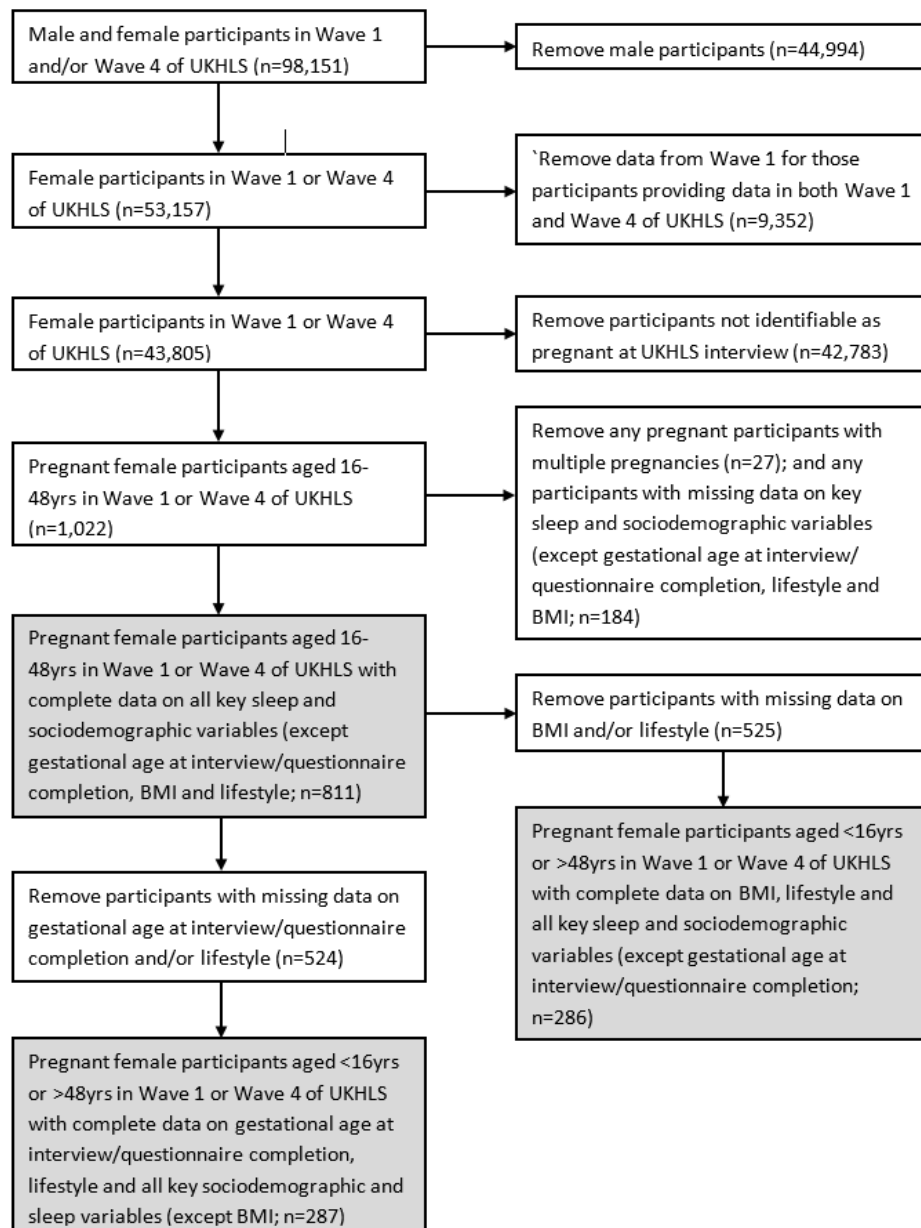 Male and female participants in Wave 1
and/or Wave 4 of UKHLS (n=98,151)
Remove male participants (n=44,994)
Female participants in Wave 1 or Wave 4
of UKHLS (n=53,157)
`Remove data from Wave 1 for those
participants providing data in both Wave 1
and Wave 4 of UKHLS (n=9,352)
Female participants in Wave 1 or Wave 4
of UKHLS (n=43,805)
Remove participants not identifiable as
pregnant at UKHLS interview (n=42,783)
Pregnant female participants aged 16-
48yrs in Wave 1 or Wave 4 of UKHLS
(n=1,022)
Remove any pregnant participants with
multiple pregnancies (n=27); and any
participants with missing data on key
sleep and sociodemographic variables
(except gestational age at interview/
questionnaire completion, lifestyle and
BMI; n=184)
Pregnant female participants aged 16-
48yrs in Wave 1 or Wave 4 of UKHLS with
complete data on all key sleep and
sociodemographic variables (except
gestational age at interview/questionnaire
completion, BMI and lifestyle; n=811)
Remove participants with missing data on
BMI and/or lifestyle (n=525)
Pregnant female participants aged <16yrs
or >48yrs in Wave 1 or Wave 4 of UKHLS
with complete data on BMI, lifestyle and
all key sleep and sociodemographic
variables (except gestational age at
interview/questionnaire completion;
n=286)
Remove participants with missing data on
gestational age at interview/questionnaire
completion and/or lifestyle (n=524)
Pregnant female participants aged <16yrs
or >48yrs in Wave 1 or Wave 4 of UKHLS
with complete data on gestational age at
interview/questionnaire completion,
lifestyle and all key sociodemographic and
sleep variables (except BMI; n=287)